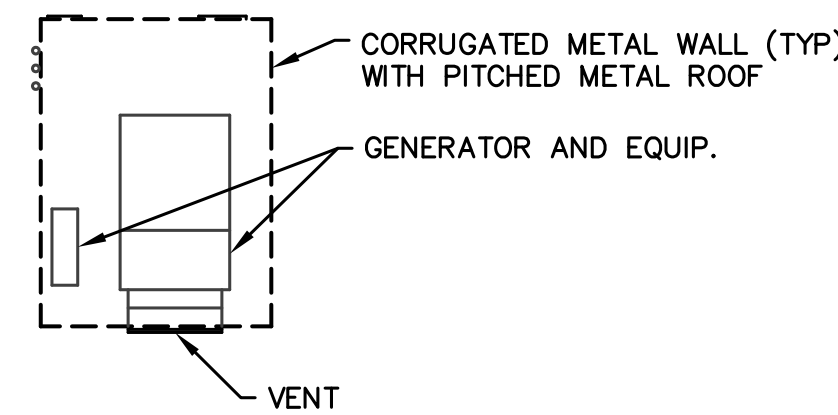 CORRUGATED METAL WALL (TYP)
WITH PITCHED METAL ROOF
GENERATOR AND EQUIP.
VENT